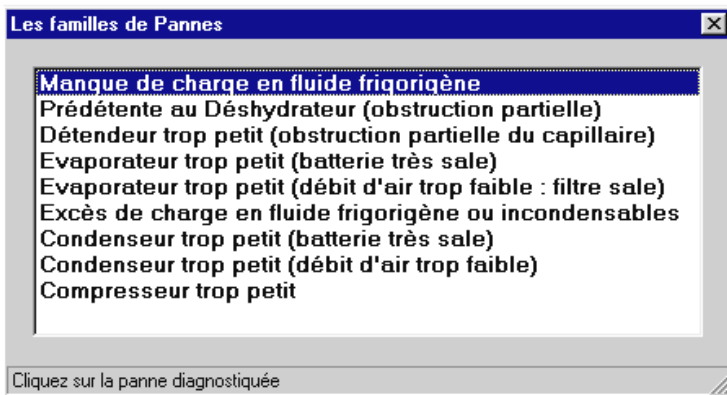 Les familles de Pannes
Manque de charge en fluide frigorigène
Prédétente au Déshydrateur (obstruction partielle)
Détendeur trop petit (obstruction partielle du capillaire)
Evaporateur trop petit (batterie très sale)
Evaporateur trop petit (débit d'air trop faible : filtre sale)
Excès de charge en fluide frigorigène ou incondensables
Condenseur trop petit (batterie très sale)
Condenseur trop petit (débit d'air trop faible)
Compresseur trop petit
Cliquez sur la panne diagnostiquée